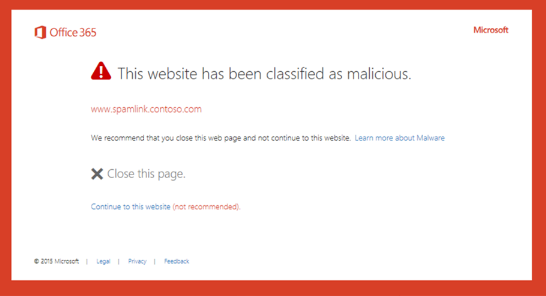 Office 365
Microsoft
This website has been classified as malicious.
www.spamlink.contoso.com
We recommend that you close this web page and not continue to this website. Learn more about Malware
Close this page.
Continue to this website (not recommended).
© 2015 Microsoft | Legal | Privacy | Feedback